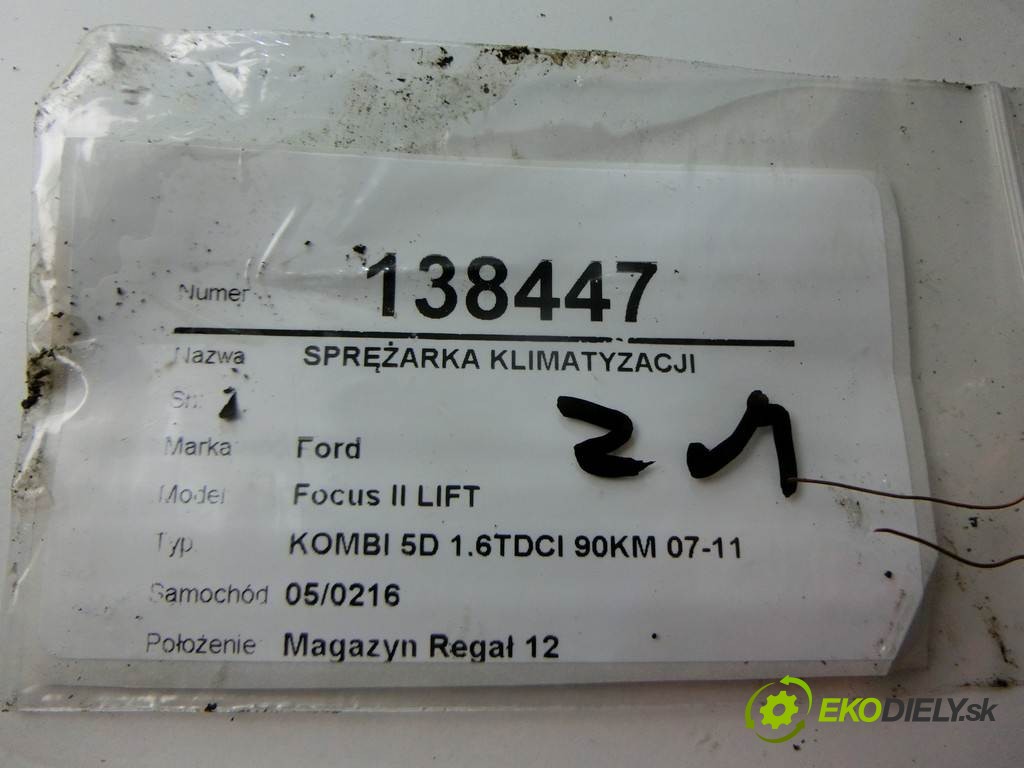 Numer 138447
Nazwa SPRĘŻARKA KLIMATYZACJI
Marka Ford
Model Focus II LIFT
Typ KOMBI 5D 1.6TDCI 90KM 07-11
Samochód 05/0216
Położenie Magazyn Regał 12
EKODIELY.sk